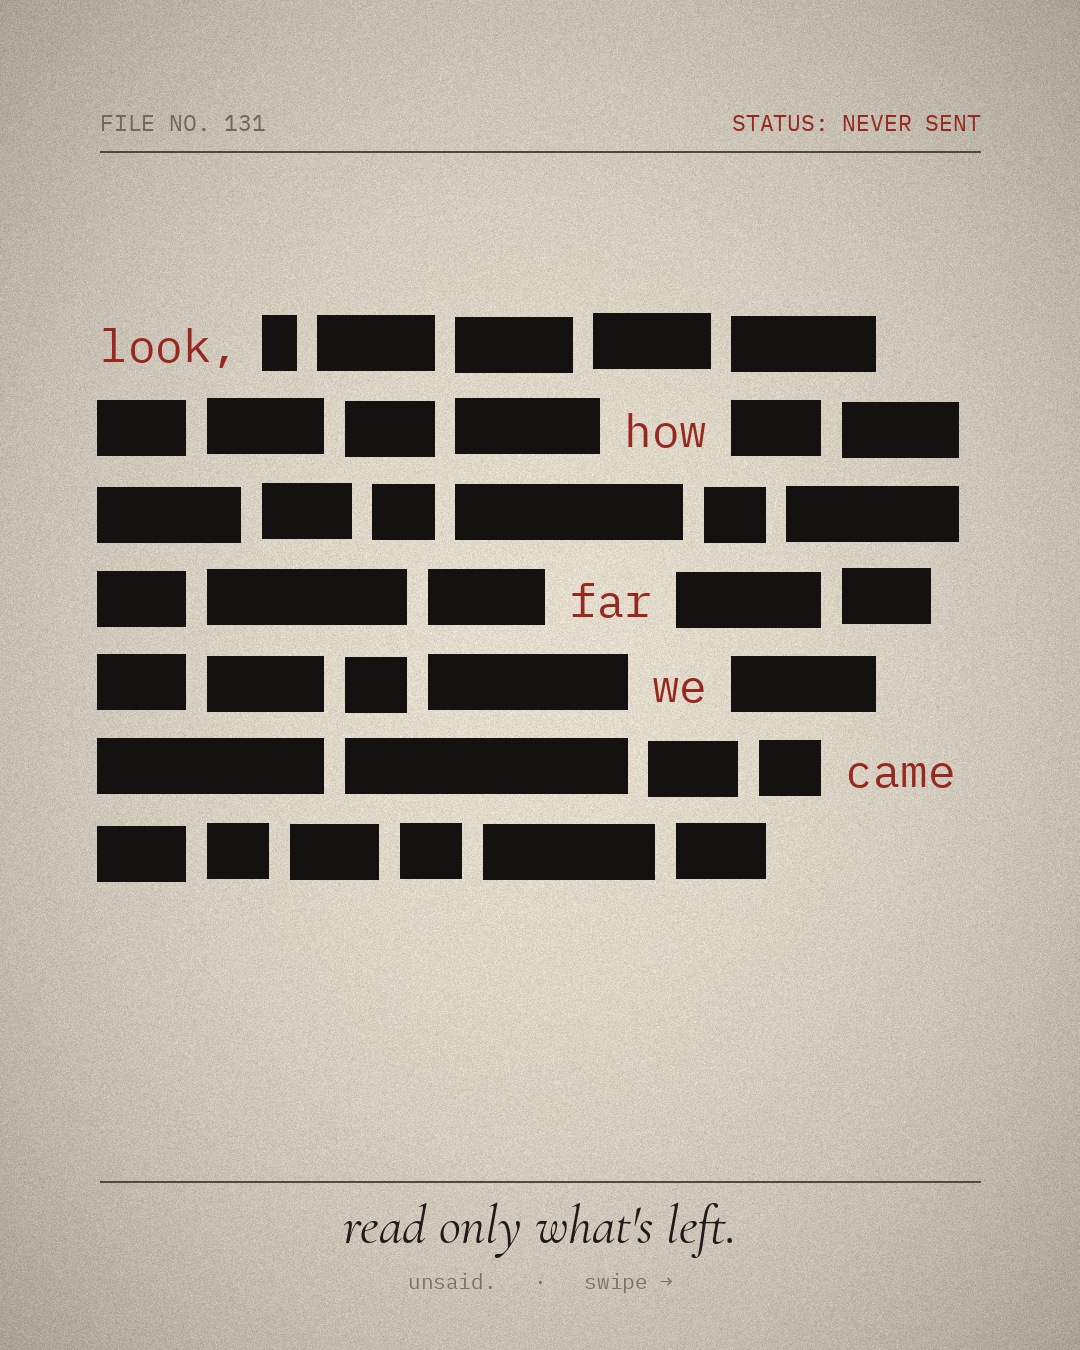 FILE NO. 131 STATUS: NEVER SENT
look,
how
far
we
came
read only what's left.
unsaid. · swipe →